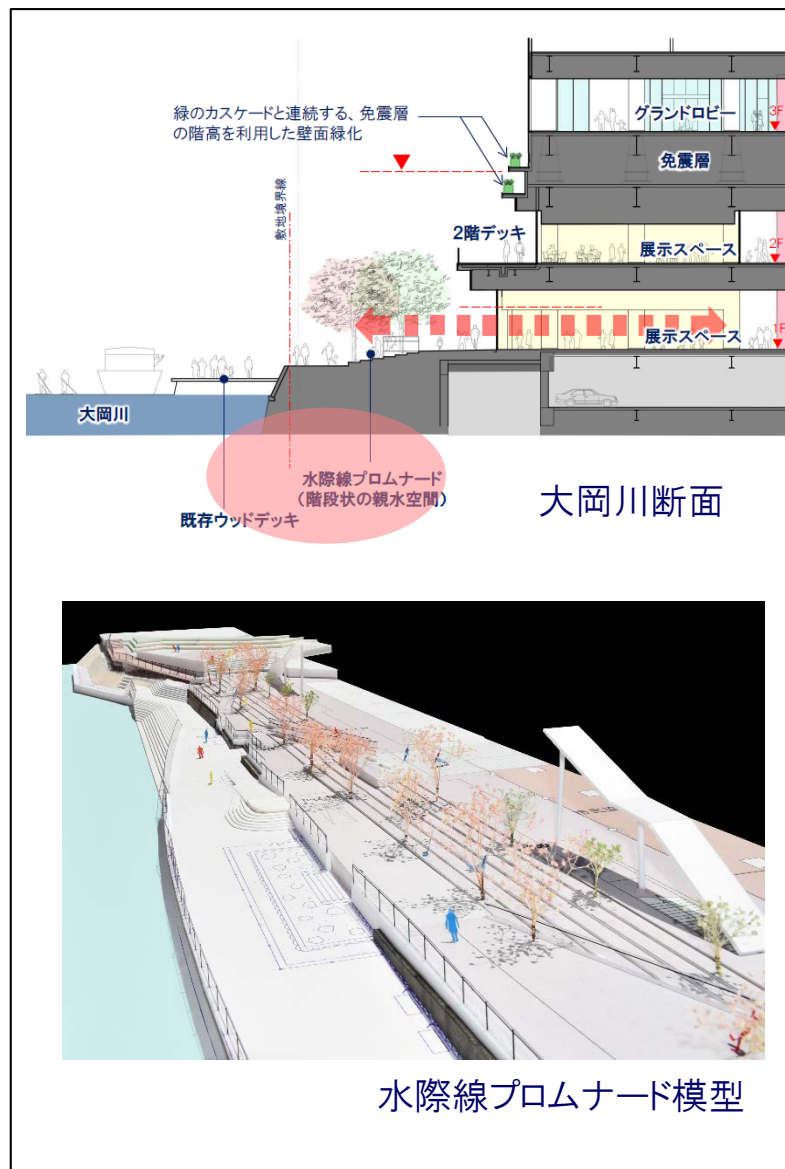 緑のカスケードと連続する、免震層
の階高を利用した壁面緑化
グランドロビー
3F
免震層
敷地境界線
2階デッキ
展示スペース
2F
展示スペース
1F
大岡川
水際線プロムナード
(階段状の親水空間)
既存ウッドデッキ
大岡川断面
水際線プロムナード模型